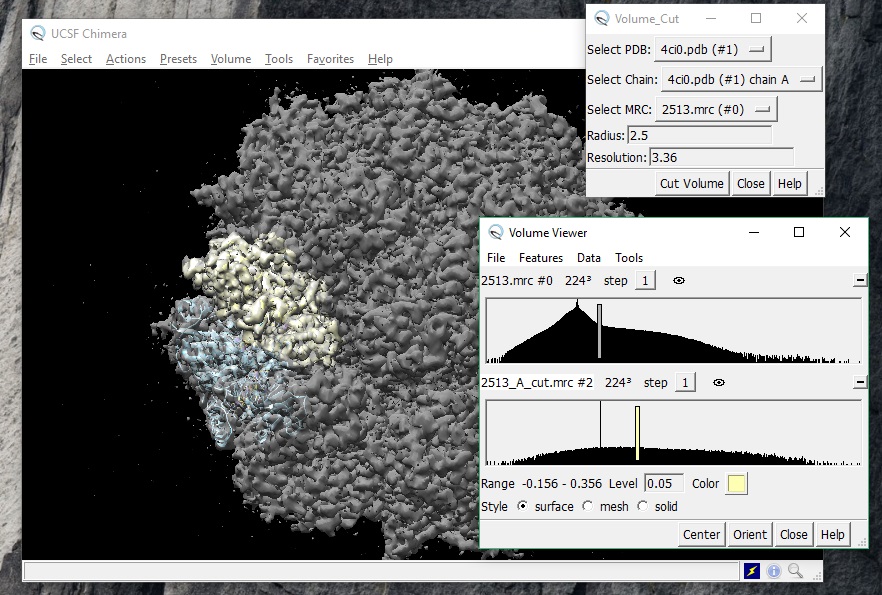 UCSF Chimera
File Select Actions Presets Volume Tools Favorites Help
Volume_Cut
Select PDB: 4ci0.pdb (#1)
Select Chain: 4ci0.pdb (#1) chain A
Select MRC: 2513.mrc (#0)
Radius: 2.5
Resolution: 3.36
Cut Volume Close Help
Volume Viewer
File Features Data Tools
2513.mrc #0 224³ step 1
2513_A_cut.mrc #2 224³ step 1
Range -0.156 - 0.356 Level 0.05 Color
Style surface mesh solid
Center Orient Close Help